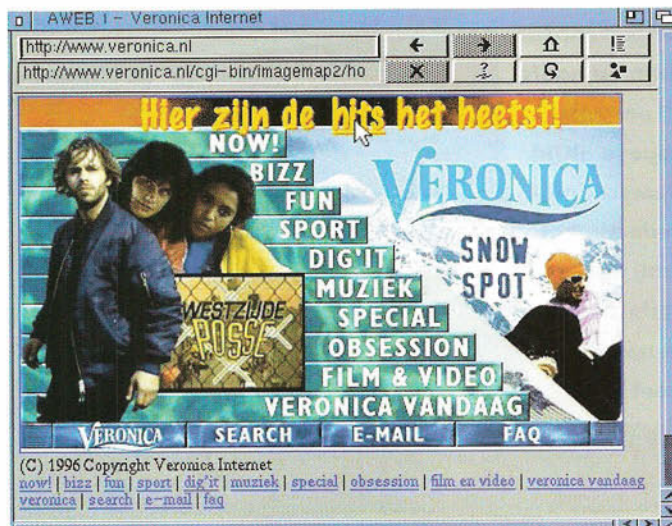 AWEB.1 - Veronica Internet
http://www.veronica.nl
http://www.veronica.nl/cgi-bin/imagemap2/ho
Hier zijn de hits het heetst!
NOW!
BIZZ
FUN
SPORT
DIG'IT
MUZIEK
SPECIAL
OBSESSION
FILM & VIDEO
VERONICA VANDAAG
VERONICA
SNOW
SPOT
WESTZIJDE
POSSE
VERONICA SEARCH E-MAIL FAQ
(C) 1996 Copyright Veronica Internet
now! | bizz | fun | sport | dig'it | muziek | special | obsession | film en video | veronica vandaag
veronica | search | e-mail | faq